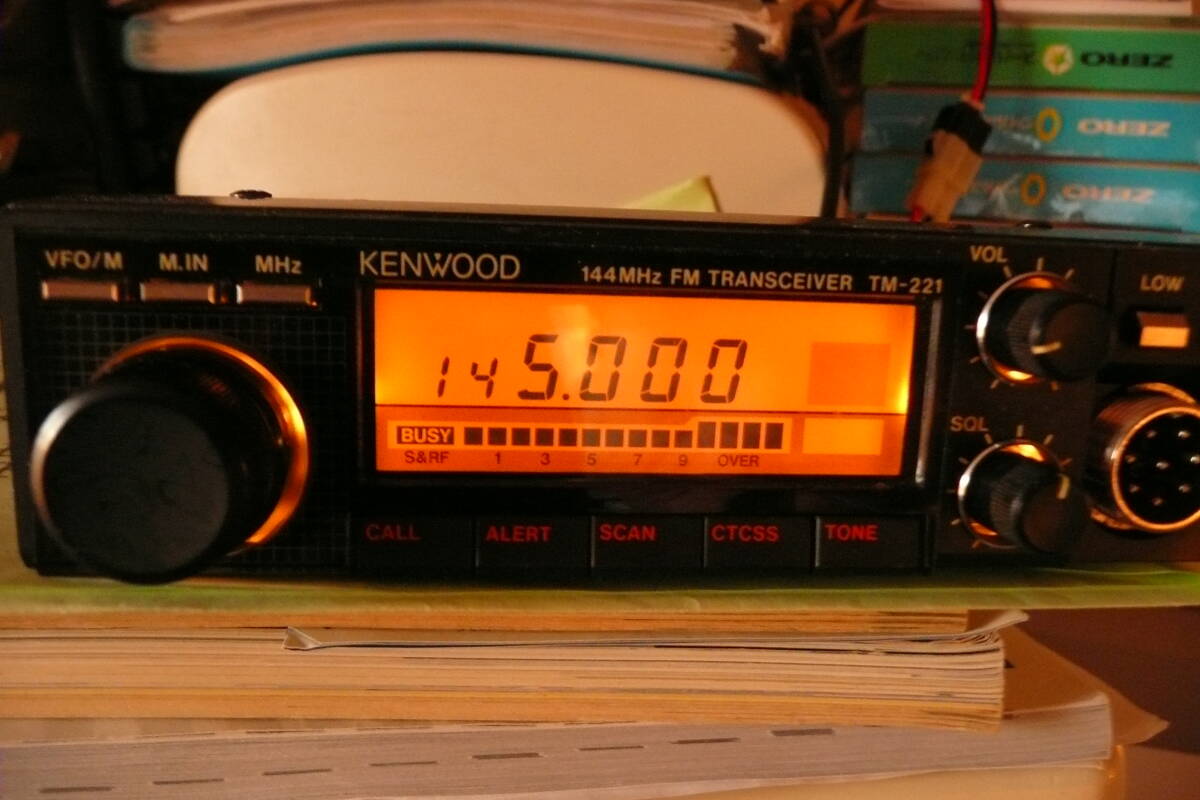 ZERO
ZERO
ZERO
VFO/M M.IN MHz
KENWOOD
144MHz FM TRANSCEIVER TM-221
VOL
LOW
145.000
BUSY
S&RF 1 3 5 7 9 OVER
SQL
CALL ALERT SCAN CTCSS TONE